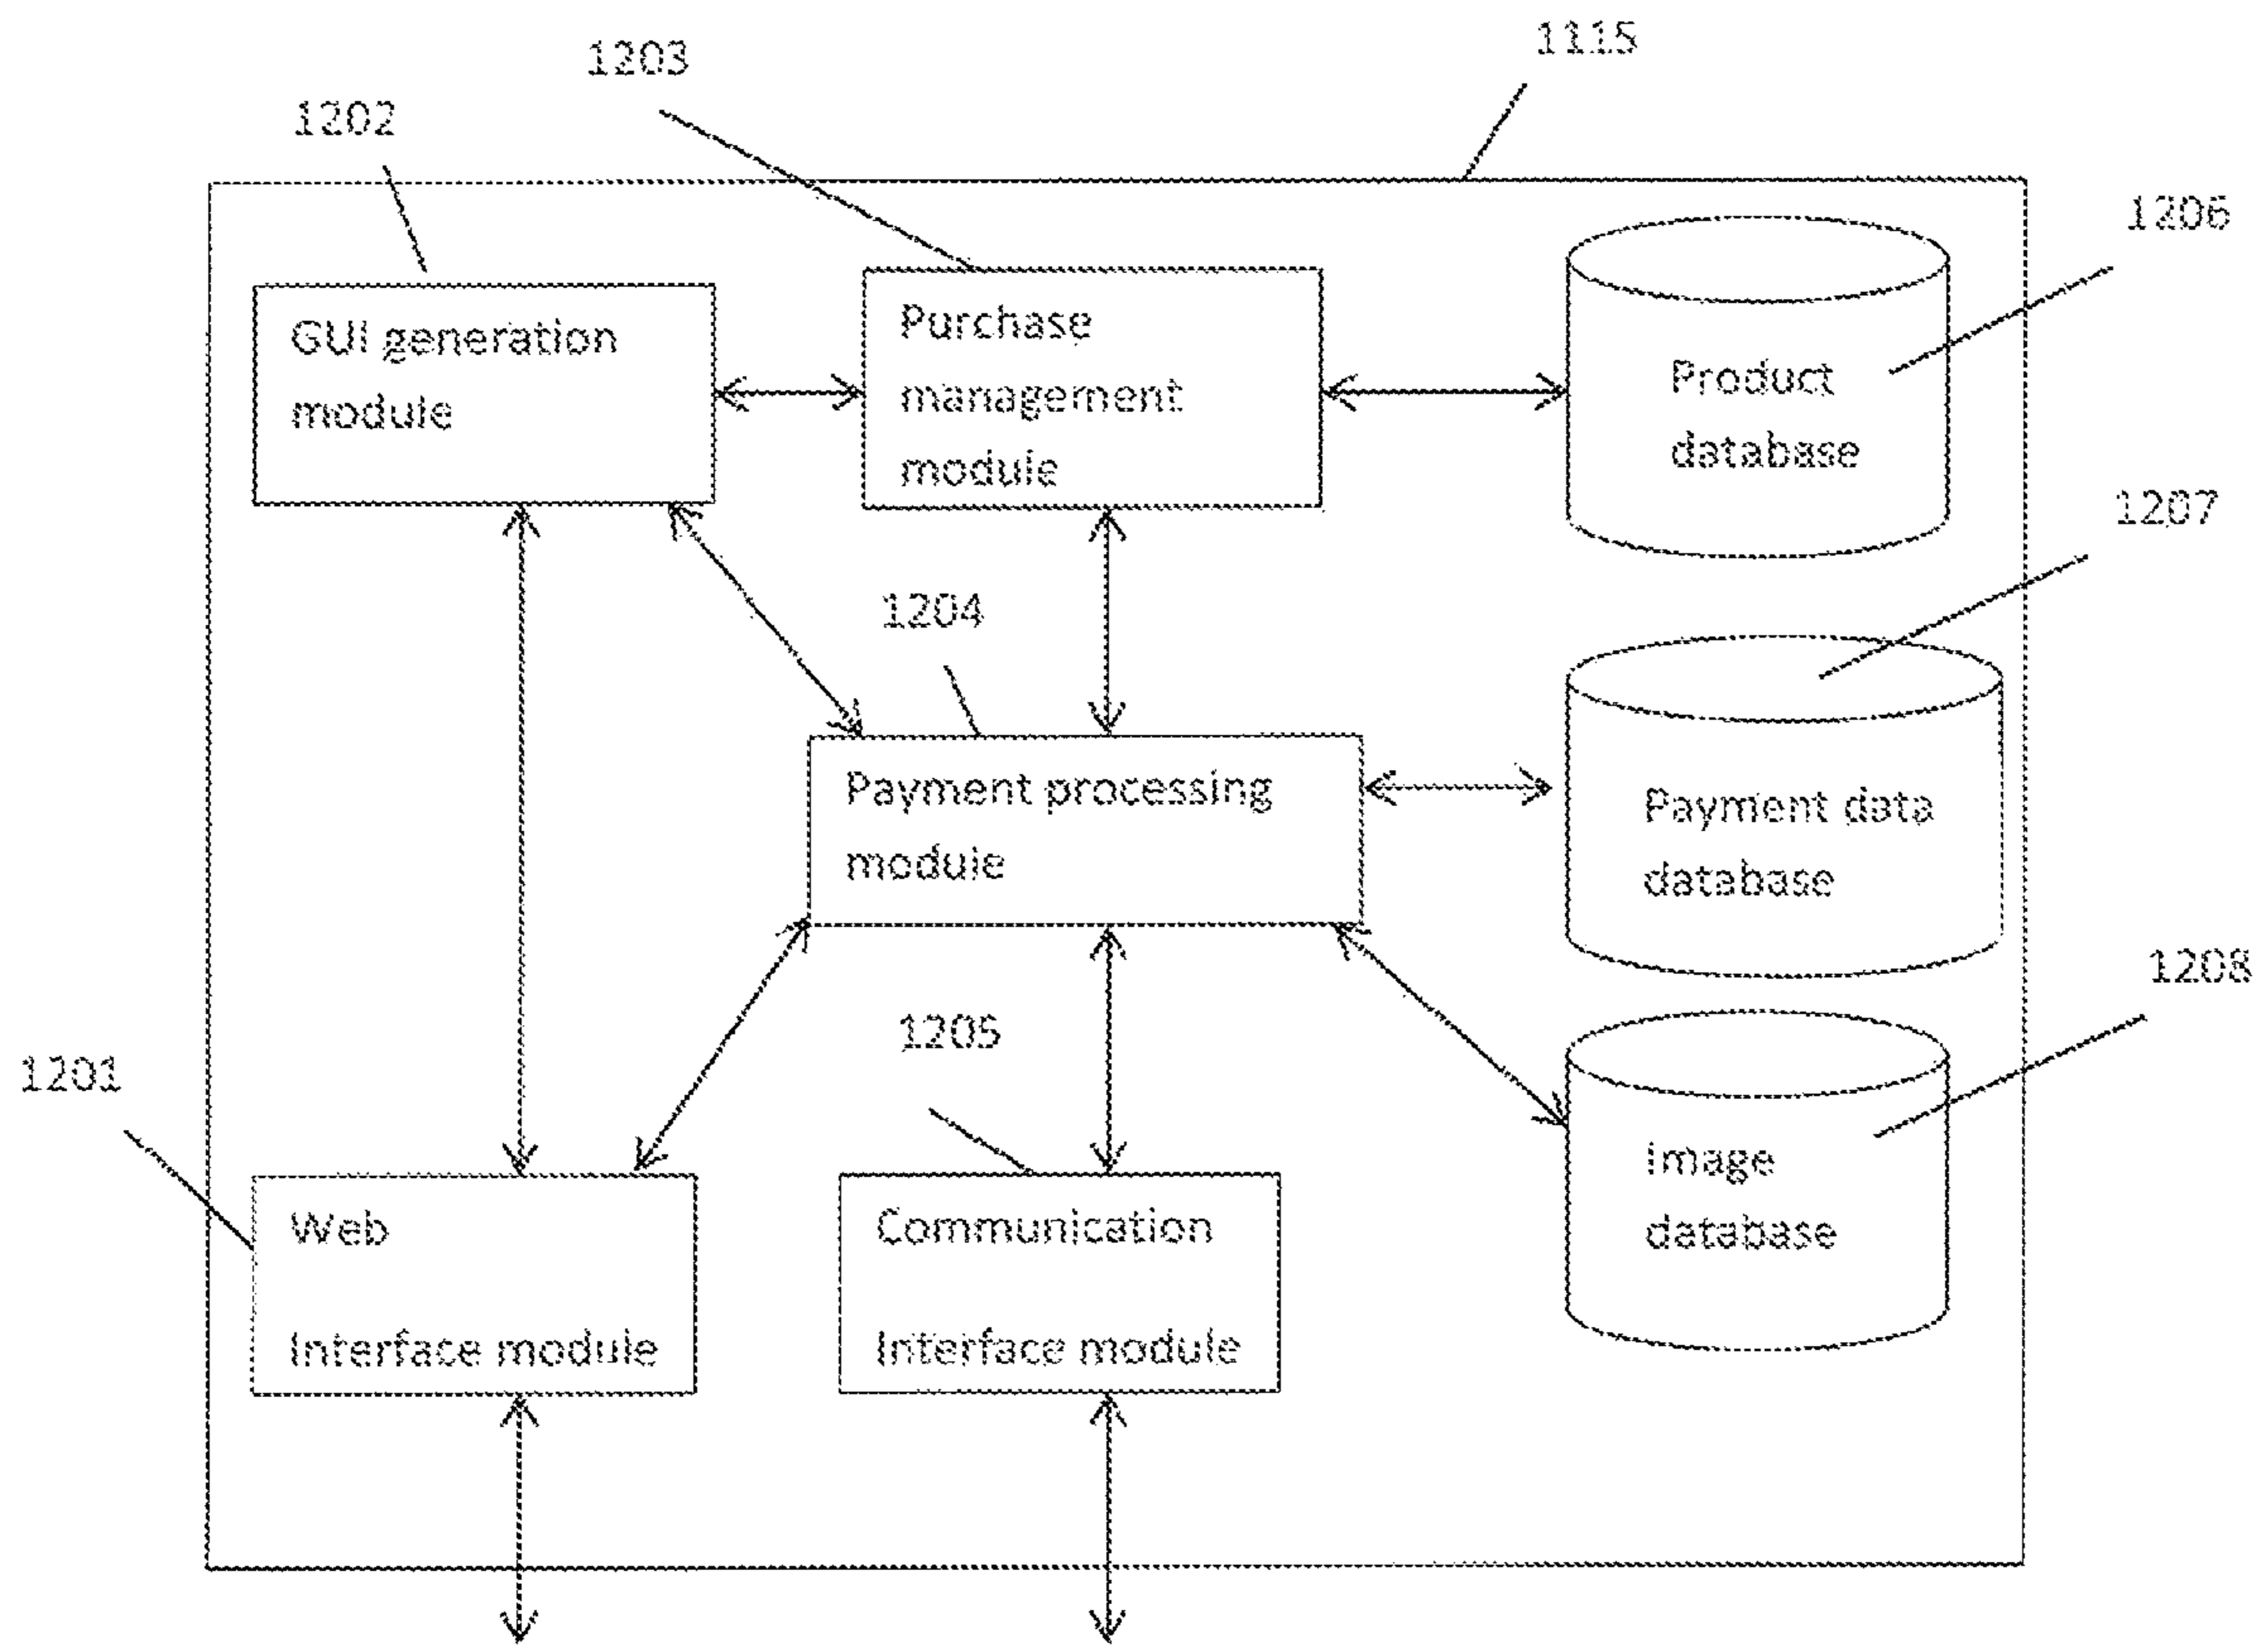 1115
1203
1202
1206
GUI generation
module
Purchase
management
module
Product
database
1207
1204
Payment processing
module
Payment data
database
1208
1205
1201
Image
database
Web
Interface module
Communication
Interface module